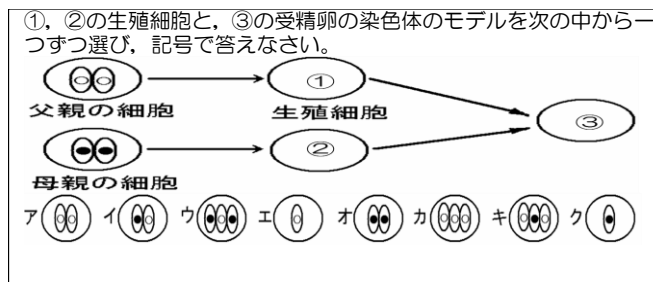 ①，②の生殖細胞と，③の受精卵の染色体のモデルを次の中から一
つずつ選び，記号で答えなさい。
①
父親の細胞
生殖細胞
③
②
母親の細胞
ア イ ウ エ オ カ キ ク